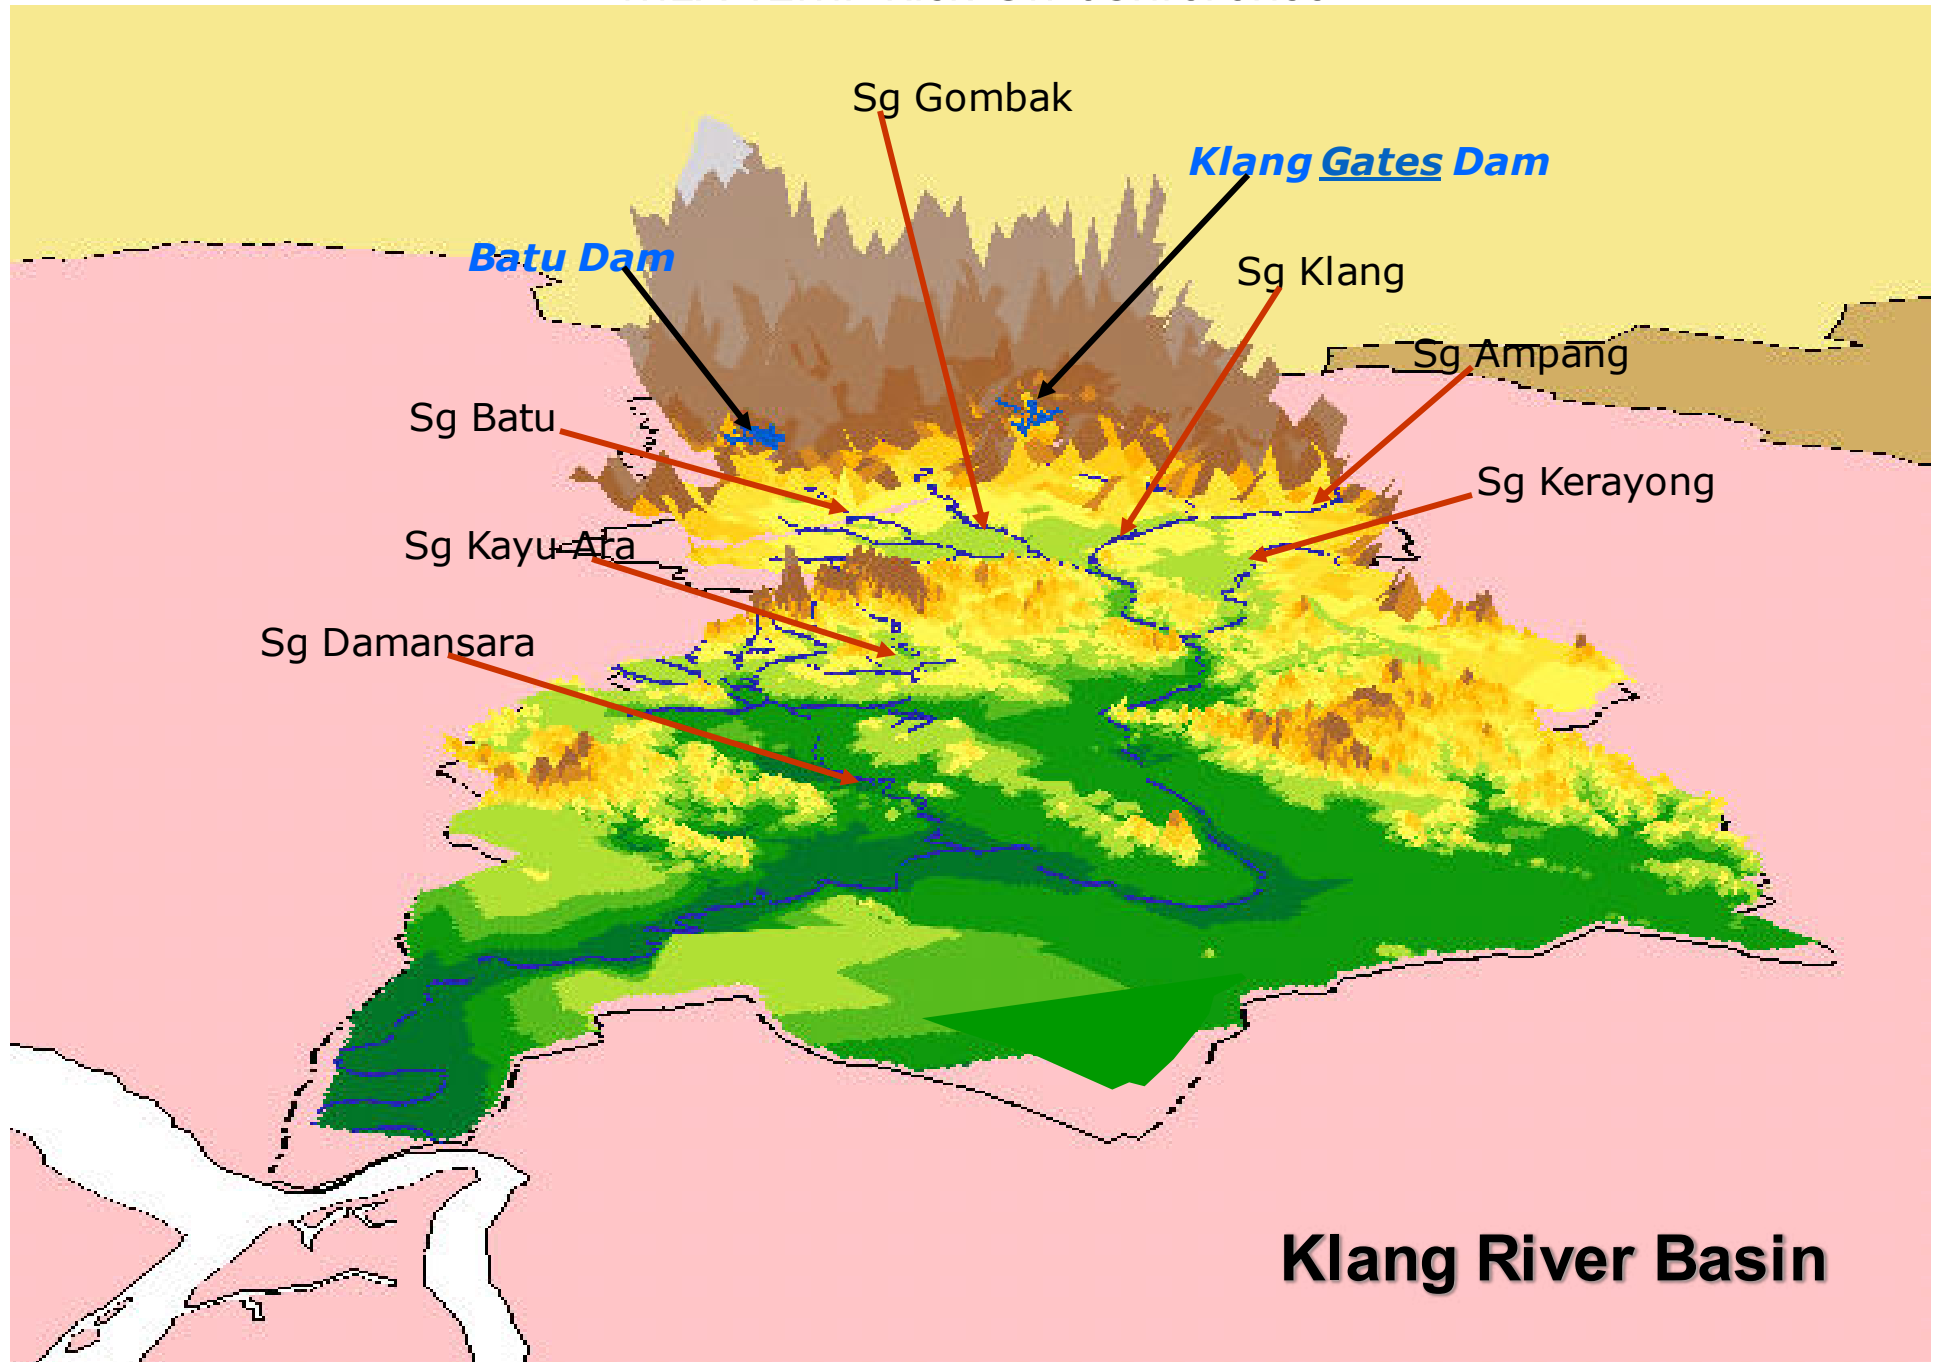 Sg Gombak
Klang Gates Dam
Batu Dam
Sg Klang
Sg Ampang
Sg Batu
Sg Kerayong
Sg Kayu Ara
Sg Damansara
Klang River Basin